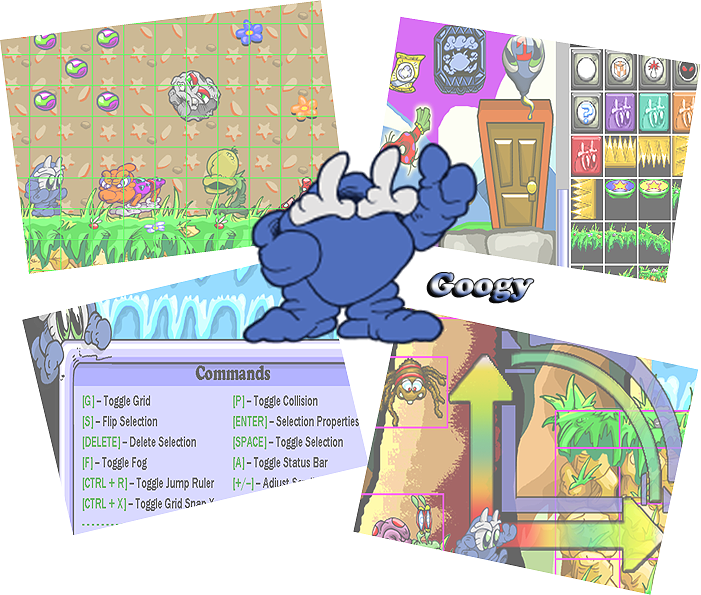 Googy
Commands
[G] – Toggle Grid
[P] – Toggle Collision
[S] – Flip Selection
[ENTER] – Selection Properties
[DELETE] – Delete Selection
[SPACE] – Toggle Selection
[F] – Toggle Fog
[A] – Toggle Status Bar
[CTRL + R] – Toggle Jump Ruler
[+/-] – Adjust
[CTRL + X] – Toggle Grid Snap